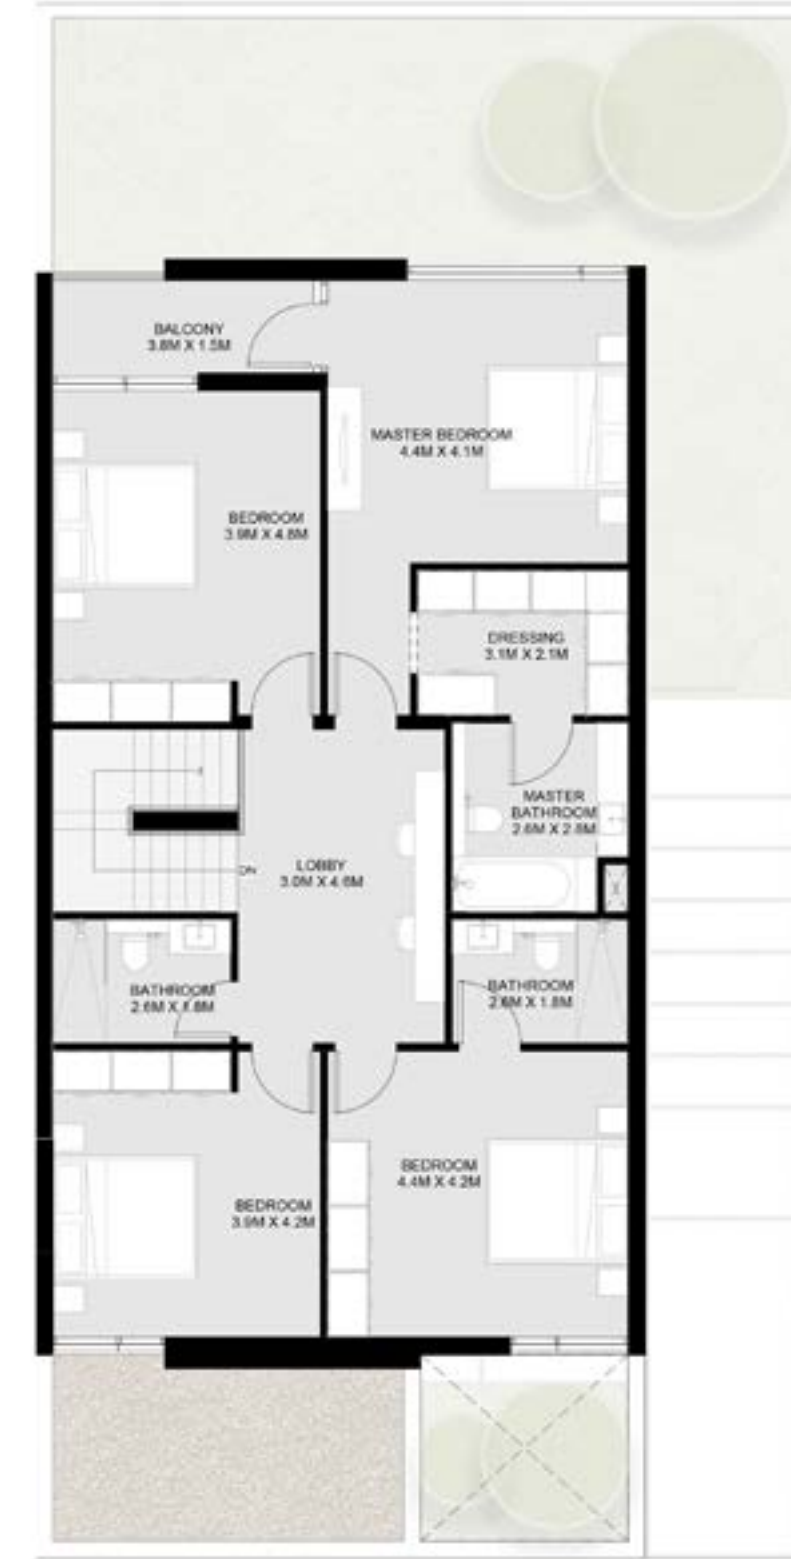 BALCONY
3.8M X 1.5M
MASTER BEDROOM
4.4M X 4.1M
BEDROOM
3.9M X 4.8M
DRESSING
3.1M X 2.1M
MASTER
BATHROOM
2.6M X 2.8M
LOBBY
3.0M X 4.6M
DN
BATHROOM
2.6M X 1.8M
BATHROOM
2.6M X 1.8M
BEDROOM
4.4M X 4.2M
BEDROOM
3.9M X 4.2M